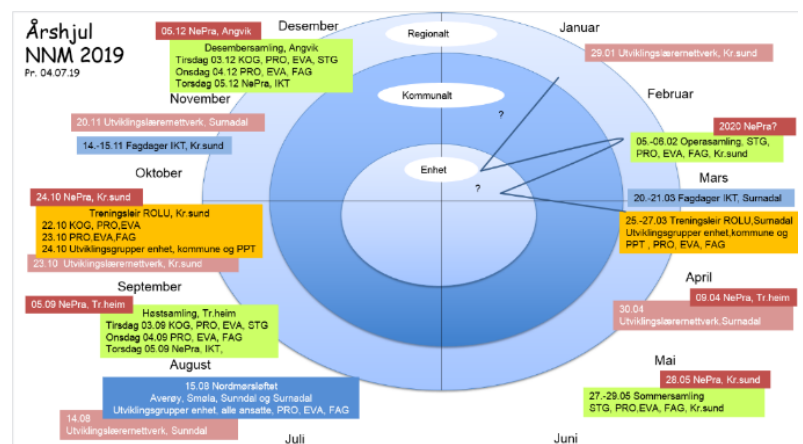 Årshjul
NNM 2019
Pr. 04.07.19
Desember
05.12 NePra, Angvik
Desembersamling, Angvik
Tirsdag 03.12 KOG, PRO, EVA, STG
Onsdag 04.12 PRO, EVA, FAG
Torsdag 05.12 NePra, IKT
Regionalt
Kommunalt
Enhet
?
?
Januar
29.01 Utviklingslæremettverk, Kr.sund
Februar
2020 NePra?
05.-06.02 Operasamling, STG,
PRO, EVA, FAG, Kr.sund
Mars
20.-21.03 Fagdager IKT, Surnadal
25.-27.03 Treningsleir ROLU,Surnadal
Utviklingsgrupper enhet,kommune og
PPT , PRO, EVA, FAG
April
09.04 NePra, Tr.heim
30.04
Utviklingslæremettverk,Surnadal
Mai
28.05 NePra, Kr.sund
27.-29.05 Sommersamling
STG, PRO,EVA, FAG, Kr.sund
Juni
Juli
August
15.08 Nordmørsløftet
Averøy, Smøla, Sunndal og Surnadal
Utviklingsgrupper enhet, alle ansatte, PRO, EVA, FAG
14.08
Utviklingslæremettverk, Sunndal
September
05.09 NePra, Tr.heim
Høstsamling, Tr.heim
Tirsdag 03.09 KOG, PRO, EVA, STG
Onsdag 04.09 PRO, EVA, FAG
Torsdag 05.09 NePra, IKT,
Oktober
24.10 NePra, Kr.sund
Treningsleir ROLU, Kr.sund
22.10 KOG, PRO,EVA
23.10 PRO,EVA,FAG
24.10 Utviklingsgrupper enhet, kommune og PPT
23.10 Utviklingslæremettverk, Kr.sund
November
20.11 Utviklingslæremettverk, Surnadal
14.-15.11 Fagdager IKT, Kr.sund